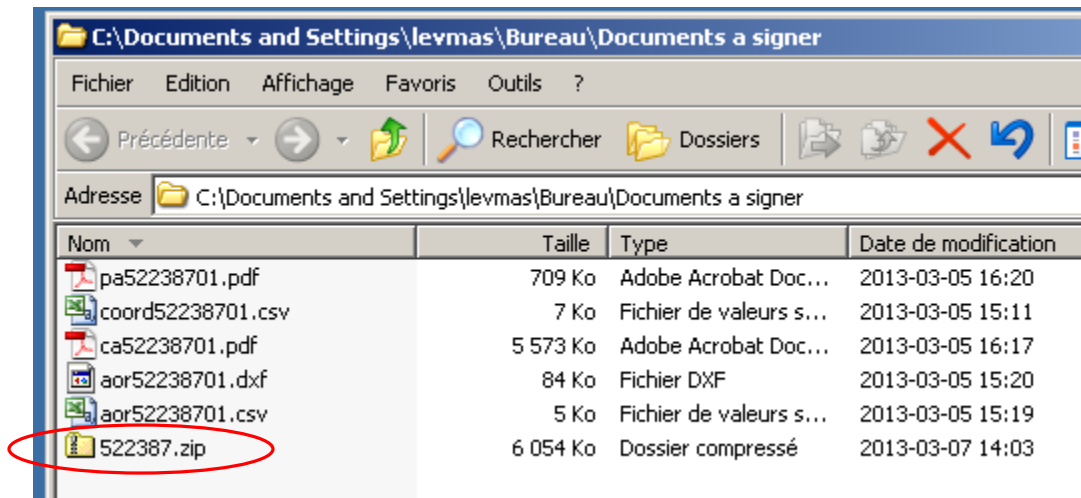 C:\Documents and Settings\levmas\Bureau\Documents a signer
Fichier Edition Affichage Favoris Outils ?
Précédente Rechercher Dossiers
Adresse C:\Documents and Settings\levmas\Bureau\Documents a signer
Nom Taille Type Date de modification
pa52238701.pdf 709 Ko Adobe Acrobat Doc... 2013-03-05 16:20
coord52238701.csv 7 Ko Fichier de valeurs s... 2013-03-05 15:11
ca52238701.pdf 5 573 Ko Adobe Acrobat Doc... 2013-03-05 16:17
aor52238701.dxf 84 Ko Fichier DXF 2013-03-05 15:20
aor52238701.csv 5 Ko Fichier de valeurs s... 2013-03-05 15:19
522387.zip 6 054 Ko Dossier compressé 2013-03-07 14:03